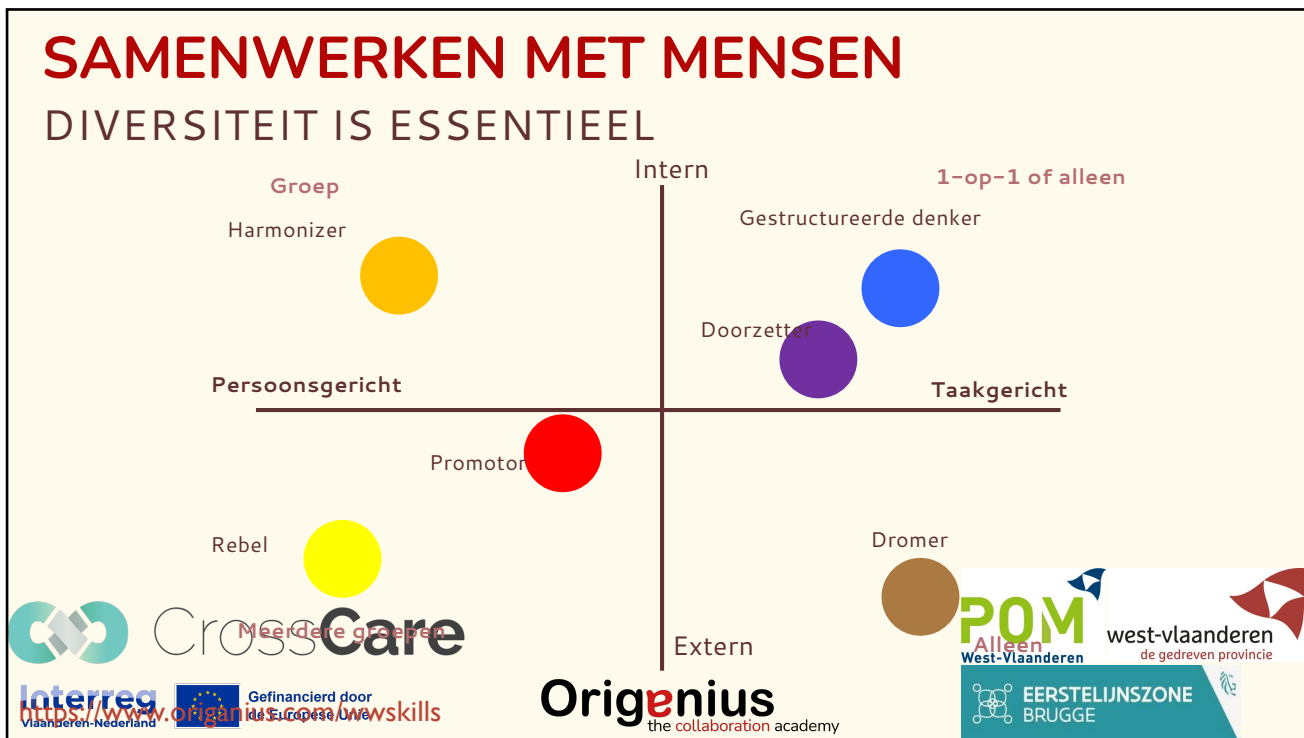 SAMENWERKEN MET MENSEN
DIVERSITEIT IS ESSENTIEEL
Intern
Groep
1-op-1 of alleen
Harmonizer
Gestructureerde denker
Doorzetter
Persoonsgericht
Taakgericht
Promotor
Rebel
Dromer
CrossCare
Meerdere groepen
Extern
POM
West-Vlaanderen
Alleen
west-vlaanderen
de gedreven provincie
Interreg
Vlaanderen-Nederland
Gefinancierd door
de Europese Unie
https://www.origanius.com/wwskills
Origenius
the collaboration academy
EERSTELIJNSZONE
BRUGGE